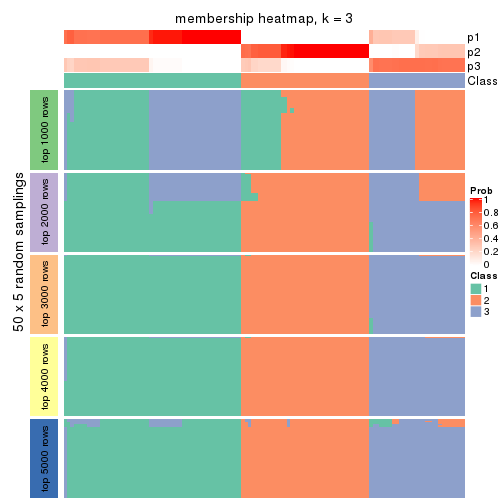 membership heatmap, k = 3
p1
p2
p3
Class
50 x 5 random samplings
top 1000 rows
top 2000 rows
top 3000 rows
top 4000 rows
top 5000 rows
Prob
1
0.8
0.6
0.4
0.2
0
Class
1
2
3